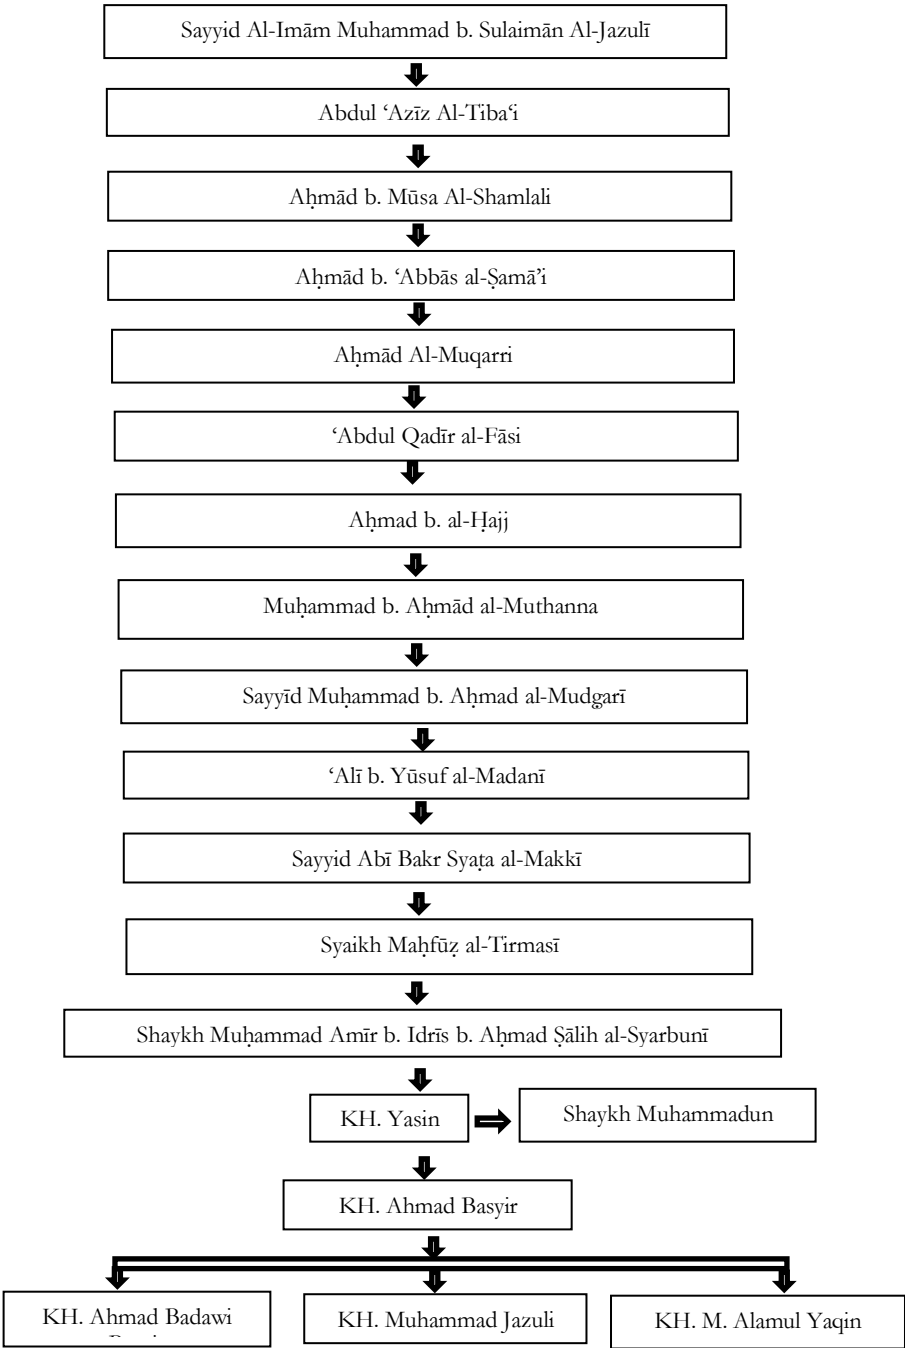 Sayyid Al-Imām Muhammad b. Sulaimān Al-Jazulī
Abdul ‘Azīz Al-Tiba‘i
Aḥmād b. Mūsa Al-Shamlali
Aḥmād b. ‘Abbās al-Ṣamā’i
Aḥmād Al-Muqarri
‘Abdul Qadīr al-Fāsi
Aḥmad b. al-Ḥajj
Muḥammad b. Aḥmād al-Muthanna
Sayyīd Muḥammad b. Aḥmad al-Mudgarī
‘Alī b. Yūsuf al-Madanī
Sayyid Abī Bakr Syaṭa al-Makkī
Syaikh Maḥfūẓ al-Tirmasī
Shaykh Muḥammad Amīr b. Idrīs b. Aḥmad Ṣālih al-Syarbunī
KH. Yasin
Shaykh Muhammadun
KH. Ahmad Basyir
KH. Ahmad Badawi
KH. Muhammad Jazuli
KH. M. Alamul Yaqin